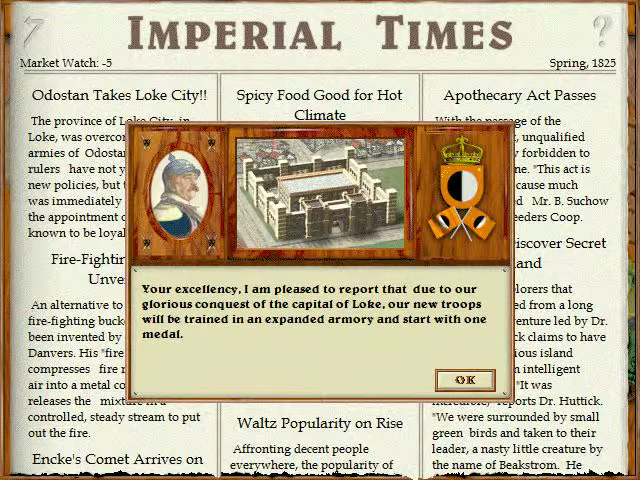 7
IMPERIAL TIMES
?
Market Watch: -5
Spring, 1825
Odostan Takes Loke City!!
The province of Loke City, in
Loke, was overcom
armies of Odostan
rulers have not y
new policies, but t
was immediately
the appointment o
known to be loyal
Fire-Fighting
Unve
An alternative to
fire-fighting bucke
been invented by
Danvers. His "fire
compresses fire r
air into a metal co
releases the mixture in a
controlled, steady stream to put
out the fire.
Encke's Comet Arrives on
Spicy Food Good for Hot
Climate
Waltz Popularity on Rise
Affronting decent people
everywhere, the popularity of
Apothecary Act Passes
With the passage of the
, unqualified
y forbidden to
ne. "This act is
cause much
d Mr. B. Suchow
eeders Coop.
iscover Secret
and
lorers that
ed from a long
enture led by Dr.
ck claims to have
ious island
n intelligent
"It was
incredible," reports Dr. Huttick.
"We were surrounded by small
green birds and taken to their
leader, a nasty little creature by
the name of Beakstrom. He
Your excellency, I am pleased to report that due to our
glorious conquest of the capital of Loke, our new troops
will be trained in an expanded armory and start with one
medal.
OK